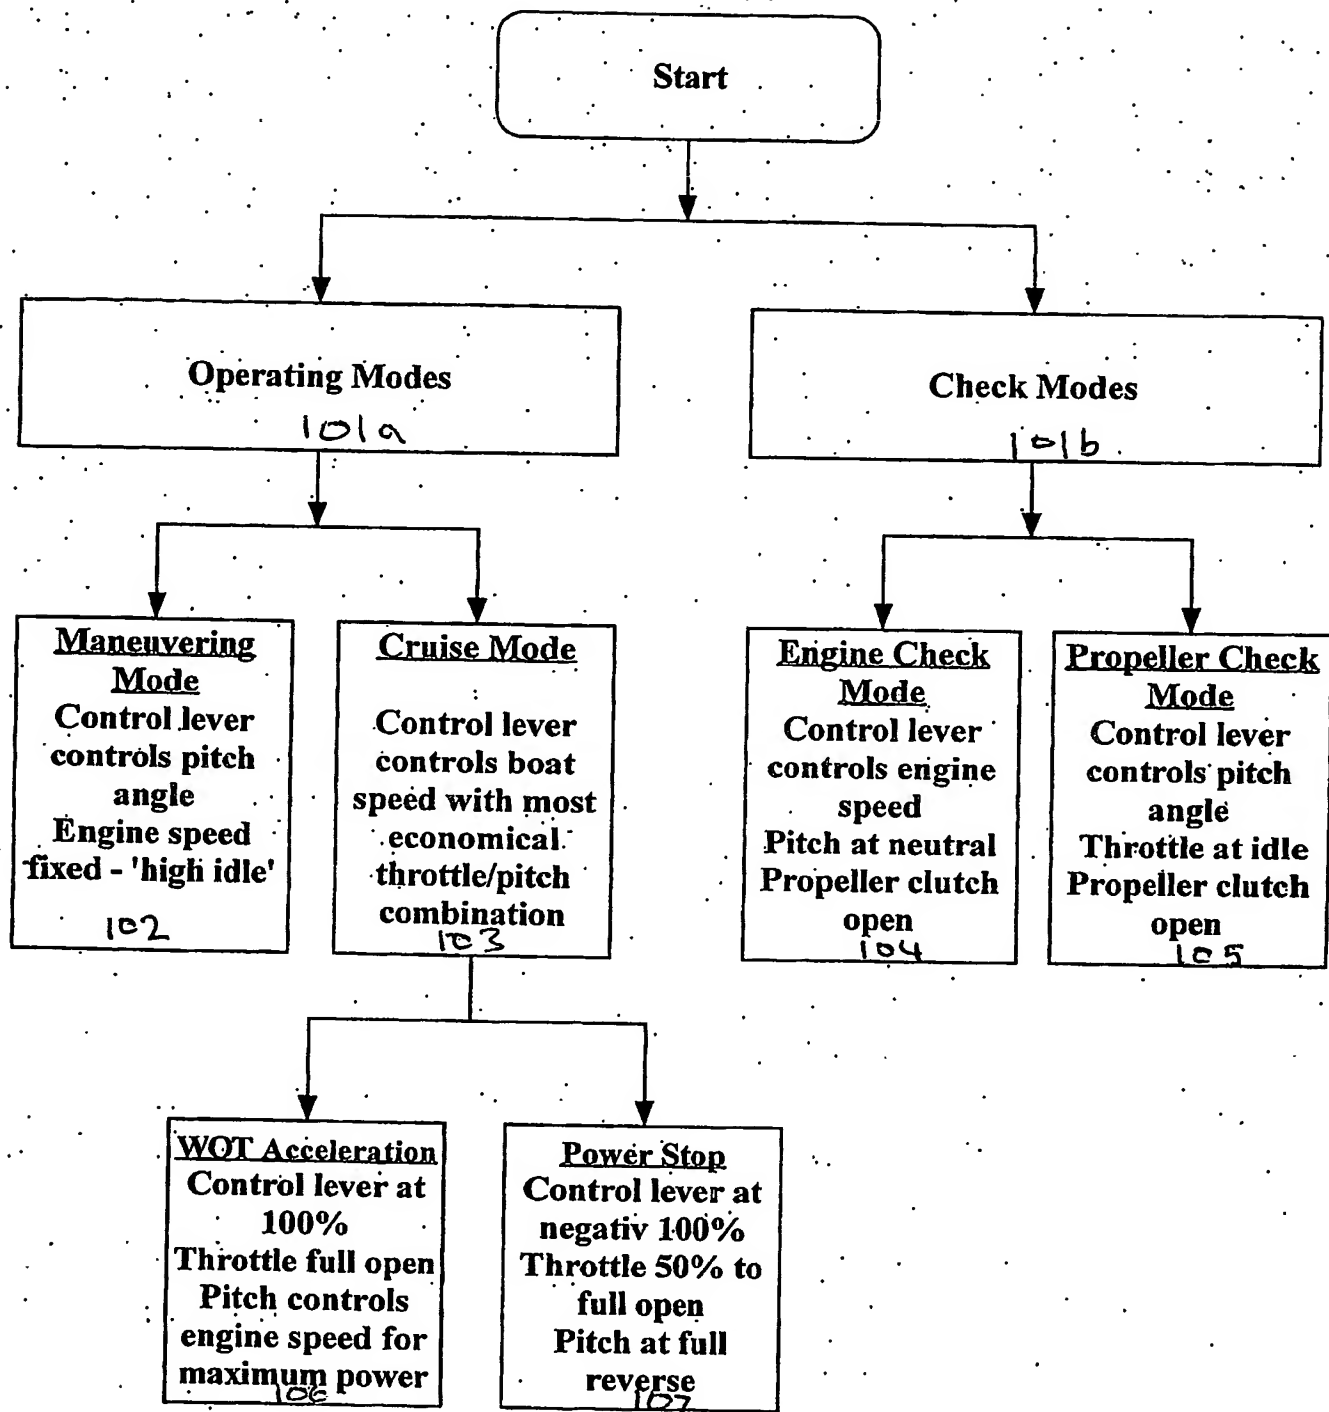 Start
Operating Modes
101a
Check Modes
101b
Maneuvering
Mode
Control lever
controls pitch
angle
Engine speed
fixed - 'high idle'
102
Cruise Mode
Control lever
controls boat
speed with most
economical
throttle/pitch
combination
103
Engine Check
Mode
Control lever
controls engine
speed
Pitch at neutral
Propeller clutch
open
104
Propeller Check
Mode
Control lever
controls pitch
angle
Throttle at idle
Propeller clutch
open
105
WOT Acceleration
Control lever at
100%
Throttle full open
Pitch controls
engine speed for
maximum power
106
Power Stop
Control lever at
negativ 100%
Throttle 50% to
full open
Pitch at full
reverse
107